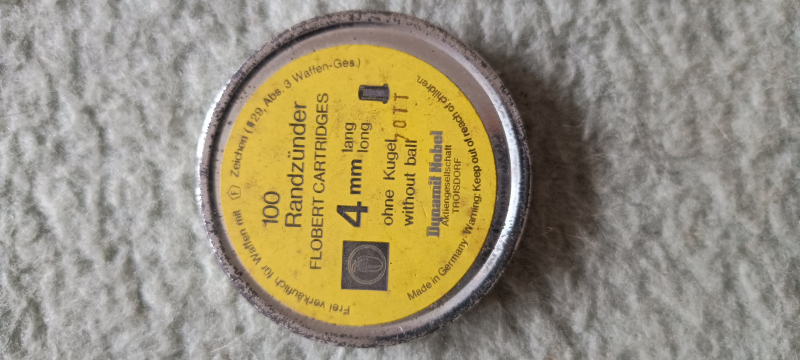 Frei verkäuflich für Waffen mit F Zeichen (§ 29, Abs. 3 Waffen-Ges.)
100
Randzünder
FLOBERT CARTRIDGES
4 mm lang
long
ohne Kugel
without ball
70TT
Dynamit Nobel
Aktiengesellschaft
TROISDORF
Made in Germany. Warning: Keep out of reach of children.